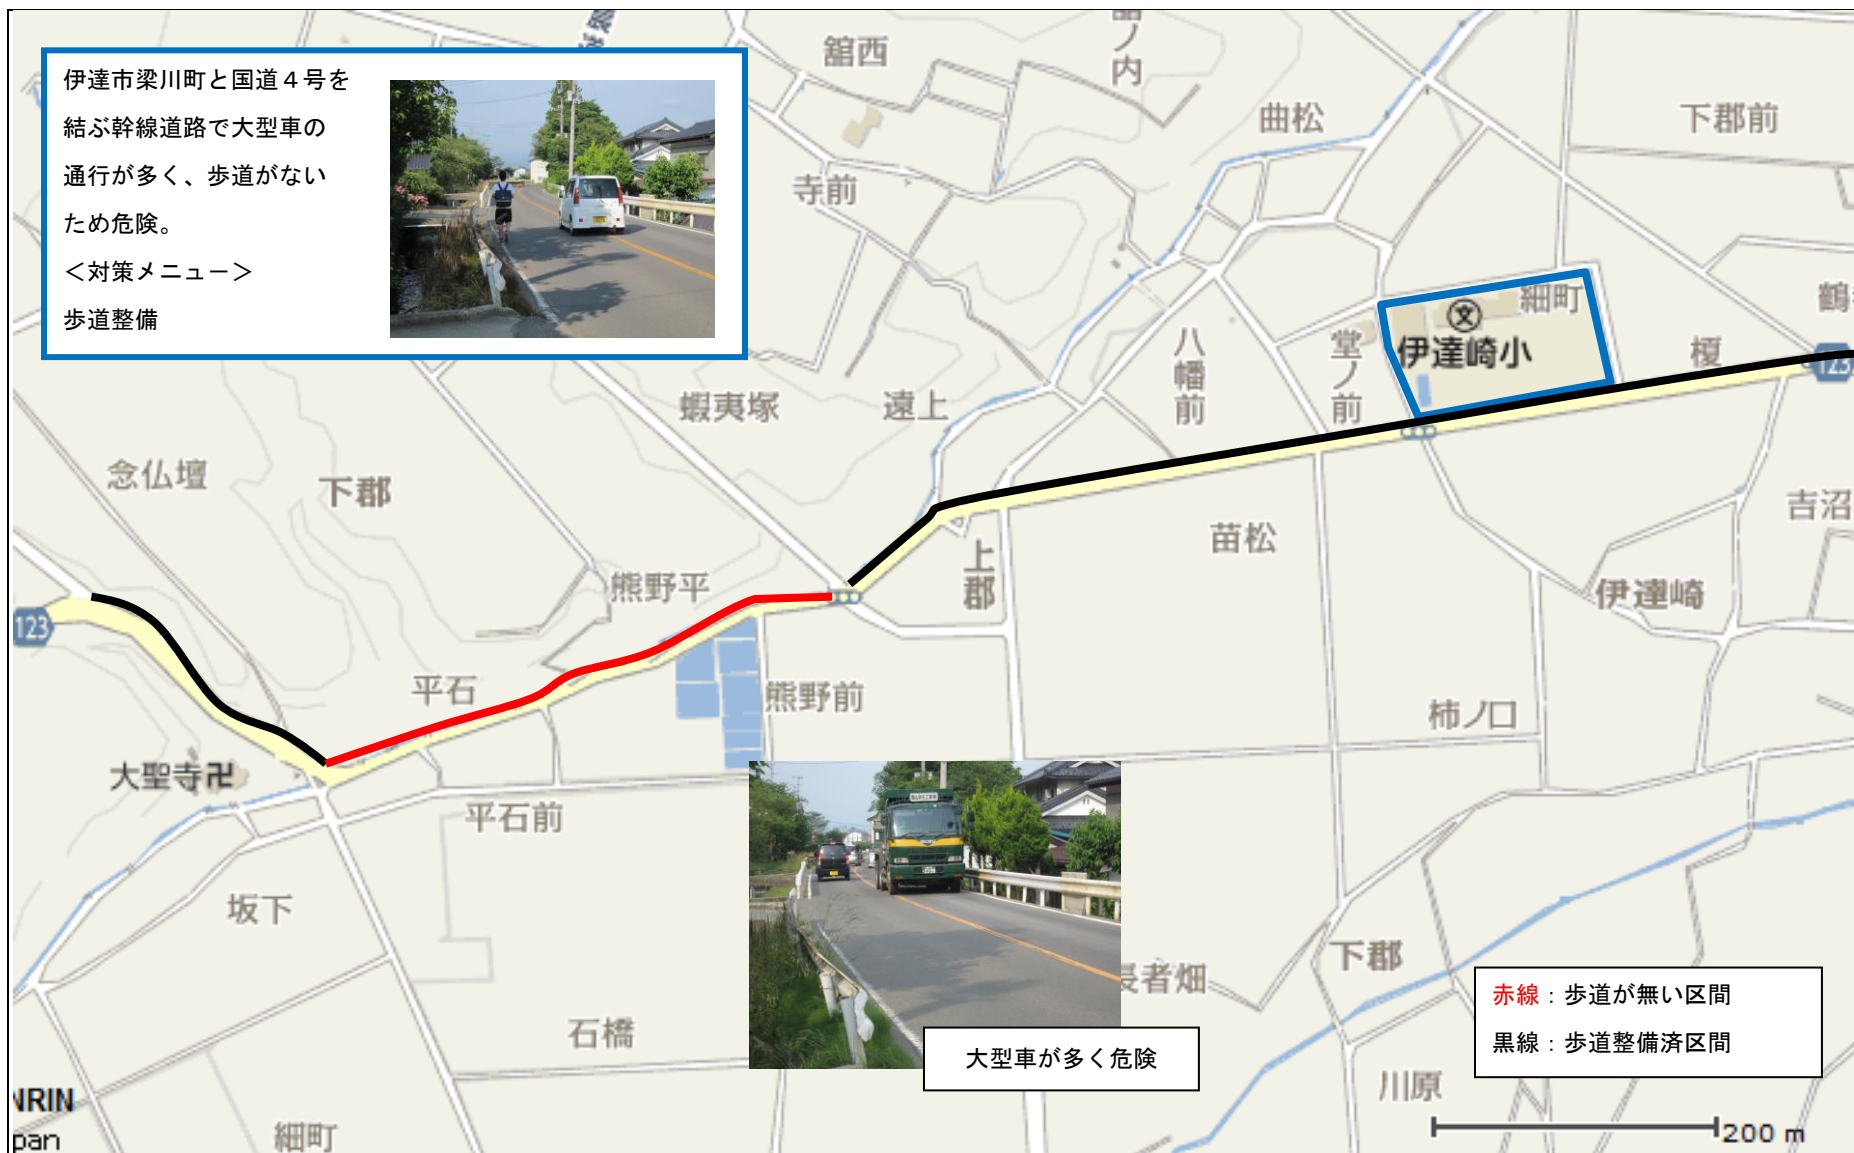 伊達市梁川町と国道４号を
結ぶ幹線道路で大型車の
通行が多く、歩道がない
ため危険。
＜対策メニュー＞
歩道整備
舘西
ノ内
曲松
下郡前
寺前
細町
伊達崎小
堂ノ前
八幡前
榎
123
蝦夷塚
遠上
念仏壇
下郡
吉沼
苗松
上郡
熊野平
伊達崎
123
平石
熊野前
柿ノ口
大聖寺
平石前
坂下
下郡
長者畑
石橋
大型車が多く危険
赤線：歩道が無い区間
黒線：歩道整備済区間
川原
NRIN
pan
細町
200 m